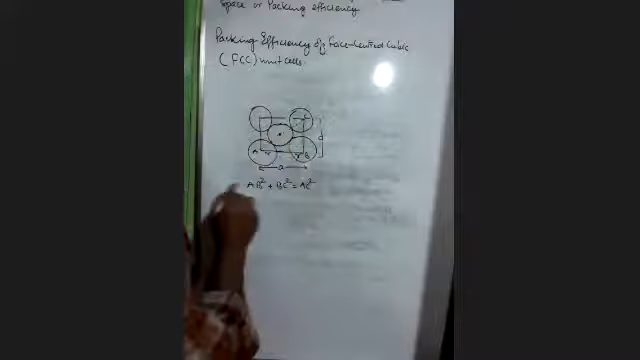 Space or Packing efficiency
Packing Efficiency of Face-Centred Cubic
(FCC) unit cells.
C
a
A r r B
a
AB² + BC² = AC²